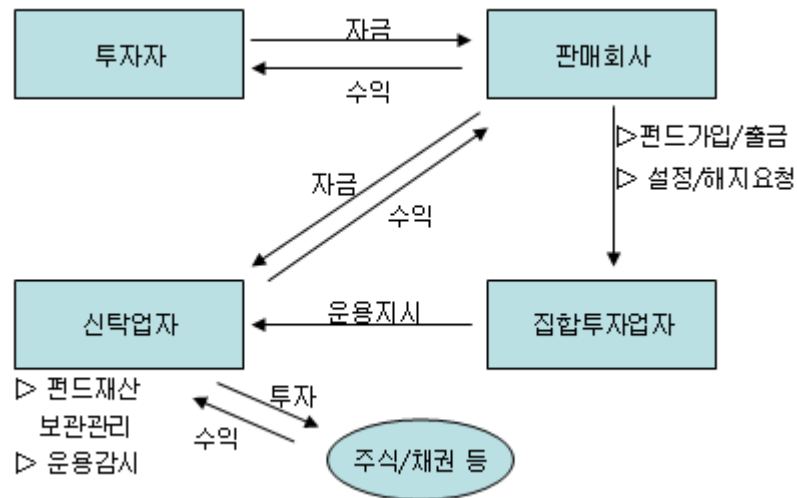 자금
투자자
판매회사
수익
▷펀드가입/출금
▷ 설정/해지요청
자금
수익
운용지시
신탁업자
집합투자업자
▷ 펀드재산
보관관리
▷ 운용감시
투자
수익
주식/채권 등